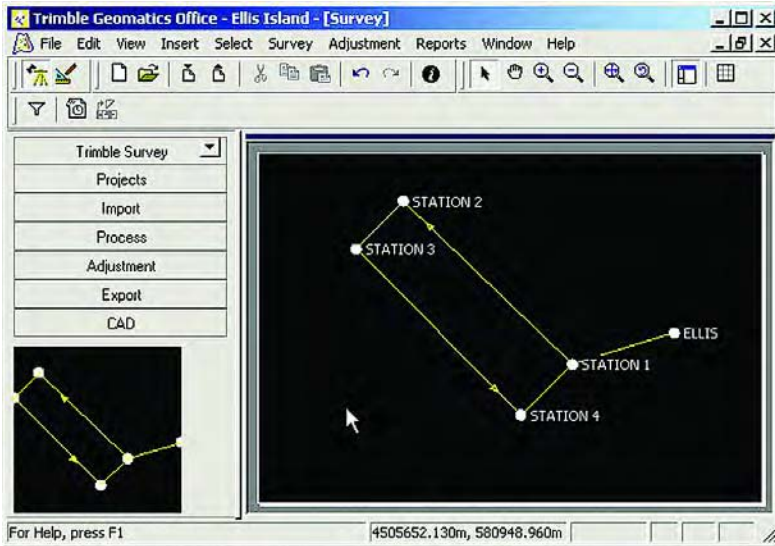 Trimble Geomatics Office - Ellis Island - [Survey]
File Edit View Insert Select Survey Adjustment Reports Window Help
Trimble Survey
Projects
Import
Process
Adjustment
Export
CAD
STATION 2
STATION 3
ELLIS
STATION 1
STATION 4
For Help, press F1
4505652.130m, 580948.960m